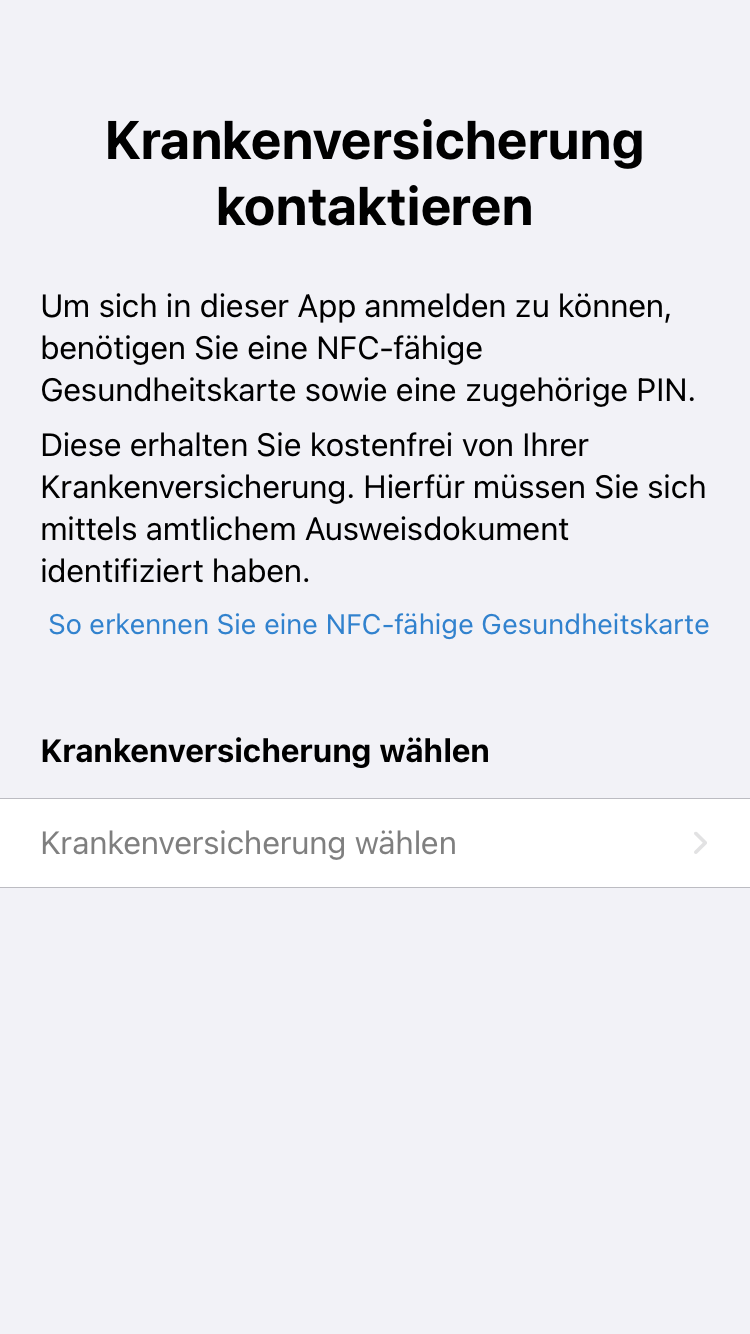 Krankenversicherung
kontaktieren
Um sich in dieser App anmelden zu können,
benötigen Sie eine NFC-fähige
Gesundheitskarte sowie eine zugehörige PIN.
Diese erhalten Sie kostenfrei von Ihrer
Krankenversicherung. Hierfür müssen Sie sich
mittels amtlichem Ausweisdokument
identifiziert haben.
So erkennen Sie eine NFC-fähige Gesundheitskarte
Krankenversicherung wählen
Krankenversicherung wählen